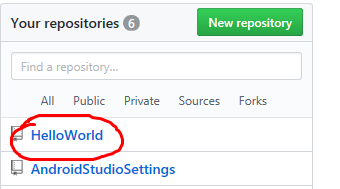 Your repositories 6 New repository
Find a repository...
All Public Private Sources Forks
HelloWorld
AndroidStudioSettings